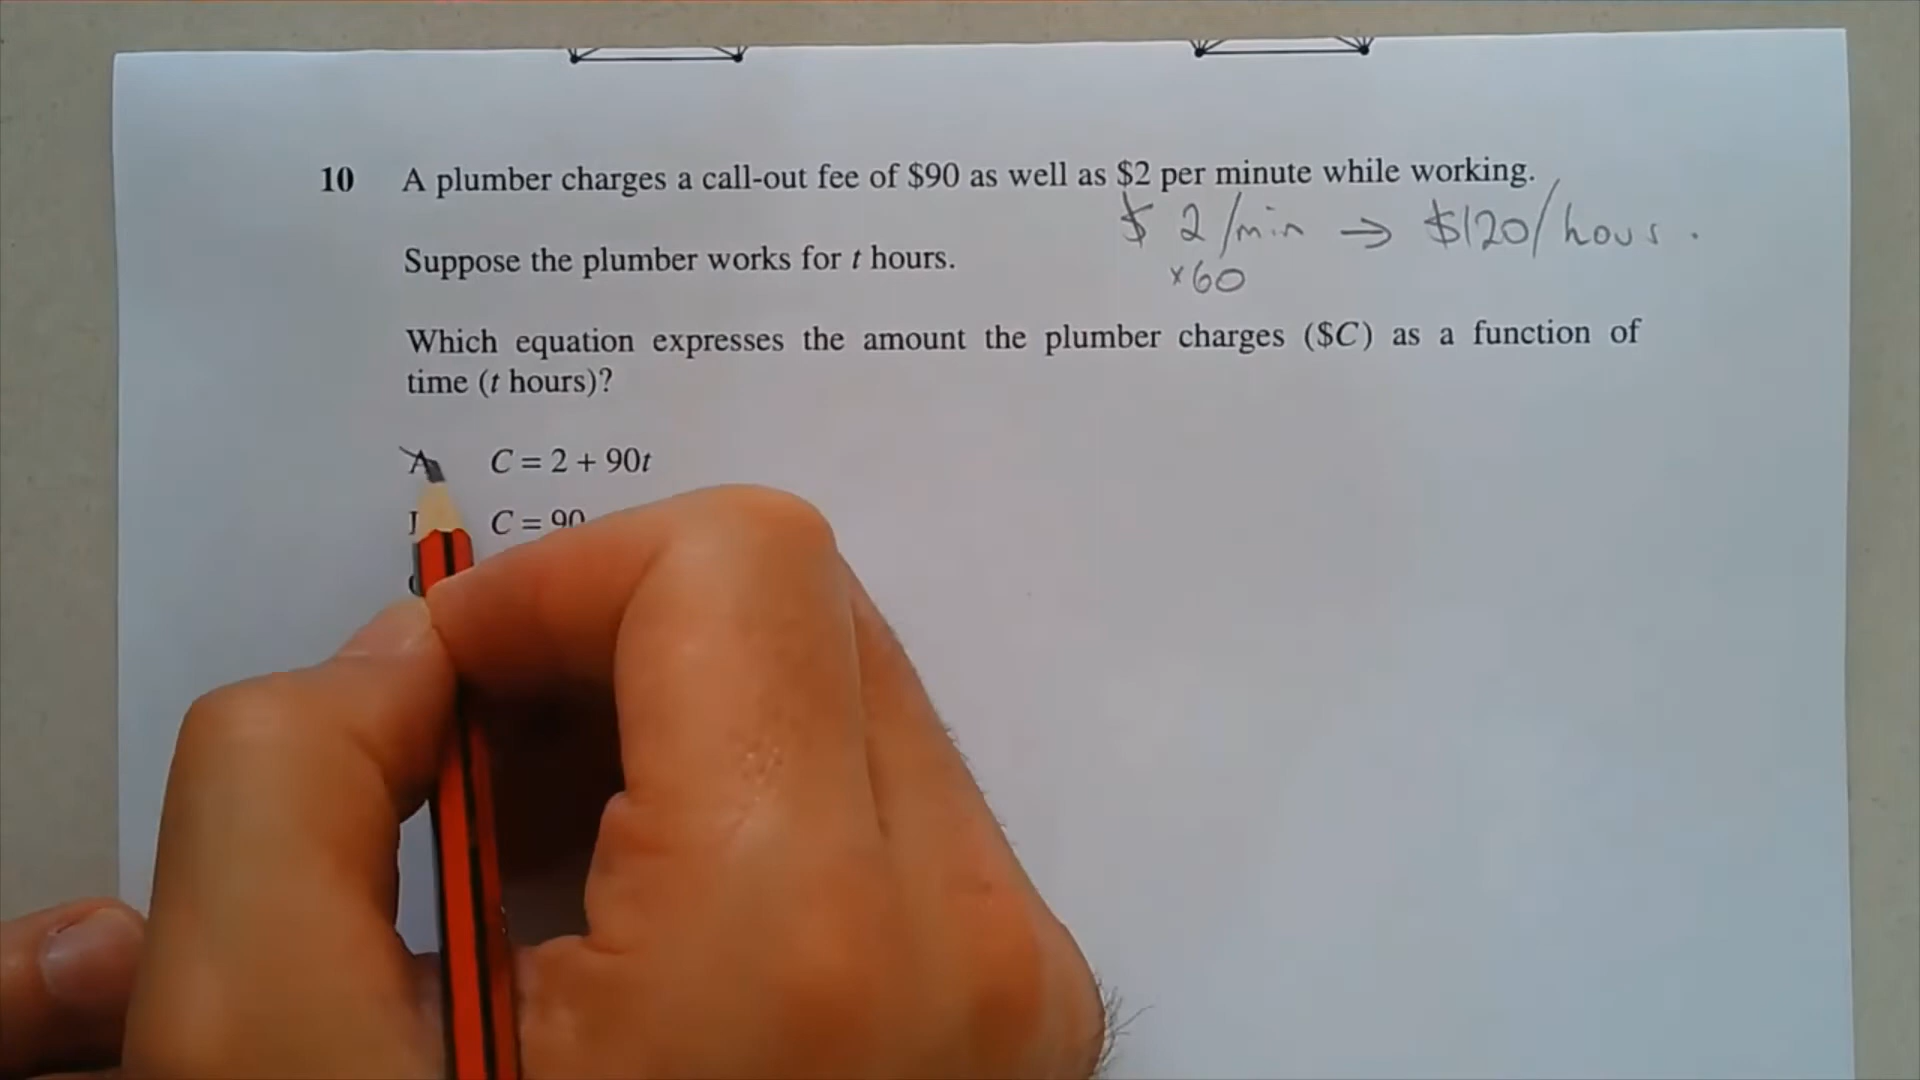 10 A plumber charges a call-out fee of $90 as well as $2 per minute while working.
$ 2/min → $120/hours.
Suppose the plumber works for t hours.
×60
Which equation expresses the amount the plumber charges ($C) as a function of
time (t hours)?
A C = 2 + 90t
C = 90